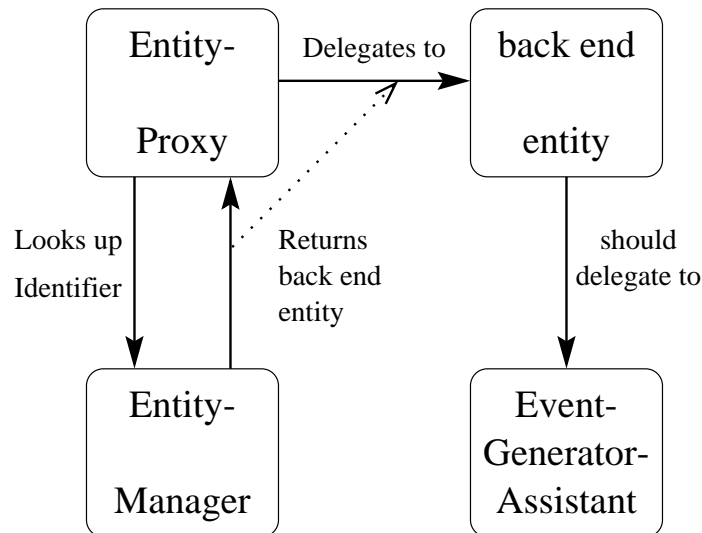 Entity-
Proxy
Delegates to
back end
entity
Looks up
Identifier
Returns
back end
entity
should
delegate to
Entity-
Manager
Event-
Generator-
Assistant